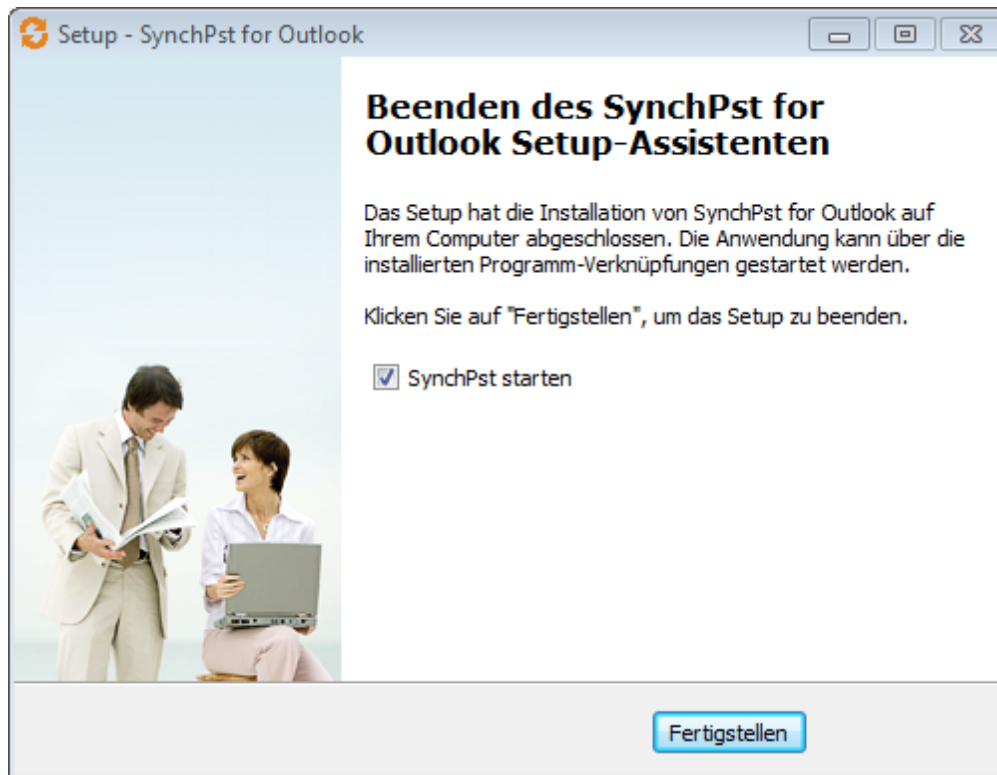 Setup - SynchPst for Outlook
Beenden des SynchPst for
Outlook Setup-Assistenten
Das Setup hat die Installation von SynchPst for Outlook auf
Ihrem Computer abgeschlossen. Die Anwendung kann über die
installierten Programm-Verknüpfungen gestartet werden.
Klicken Sie auf "Fertigstellen", um das Setup zu beenden.
SynchPst starten
Fertigstellen